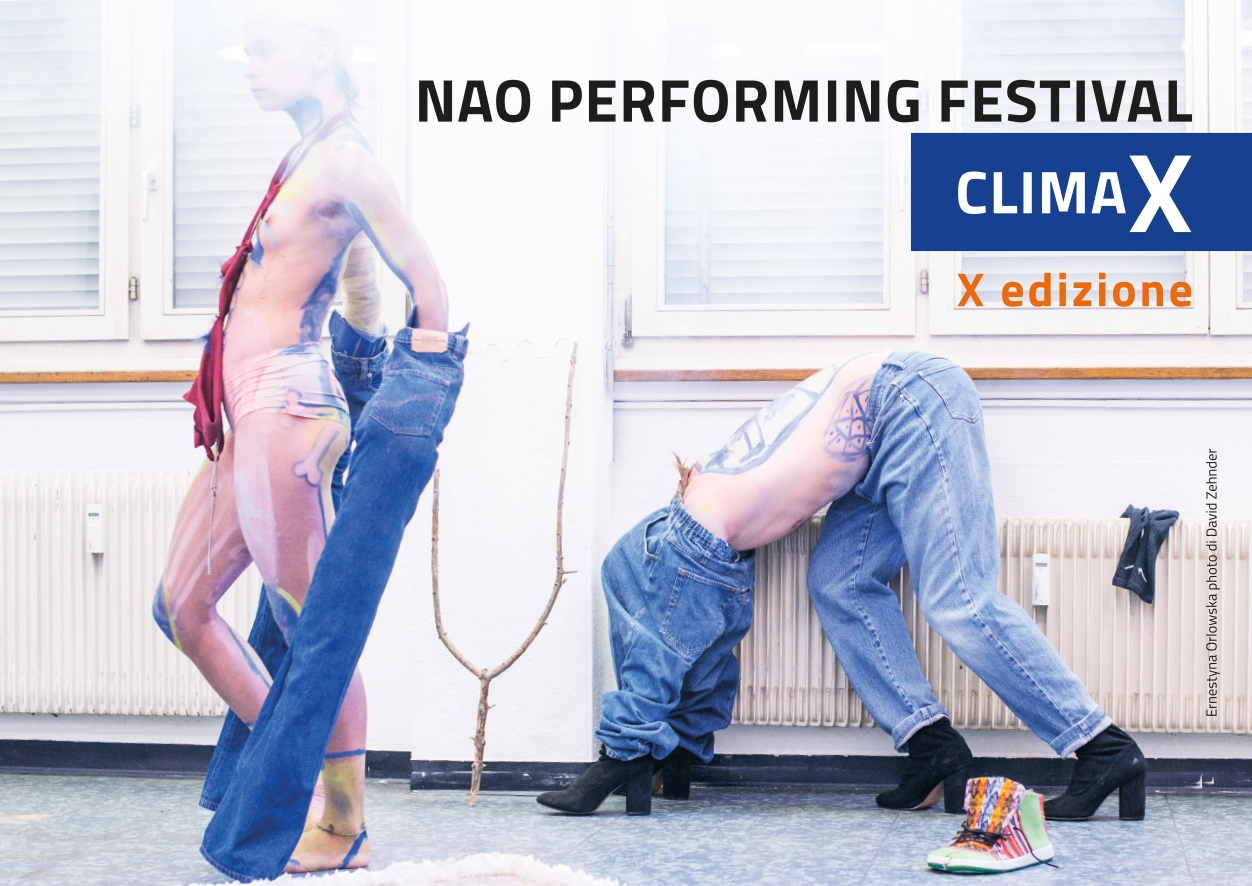 NAO PERFORMING FESTIVAL
CLIMAX
X edizione
Ernestyna Orlowska photo di David Zehnder